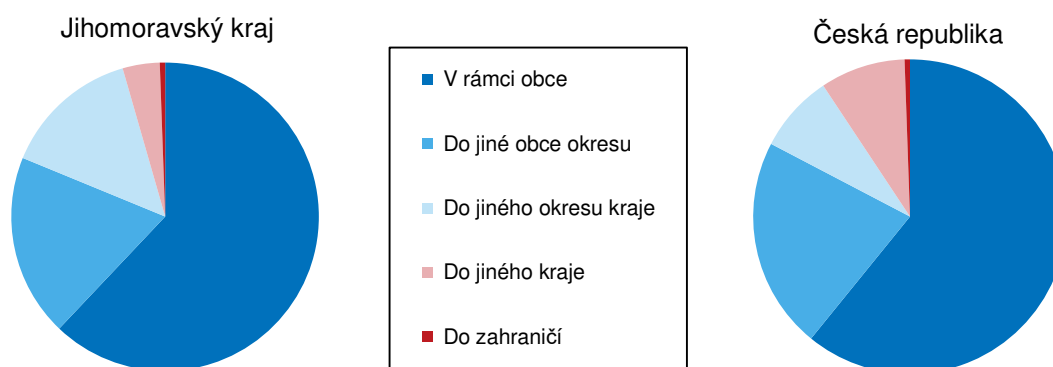 Jihomoravský kraj
V rámci obce
Do jiné obce okresu
Do jiného okresu kraje
Do jiného kraje
Do zahraničí
Česká republika